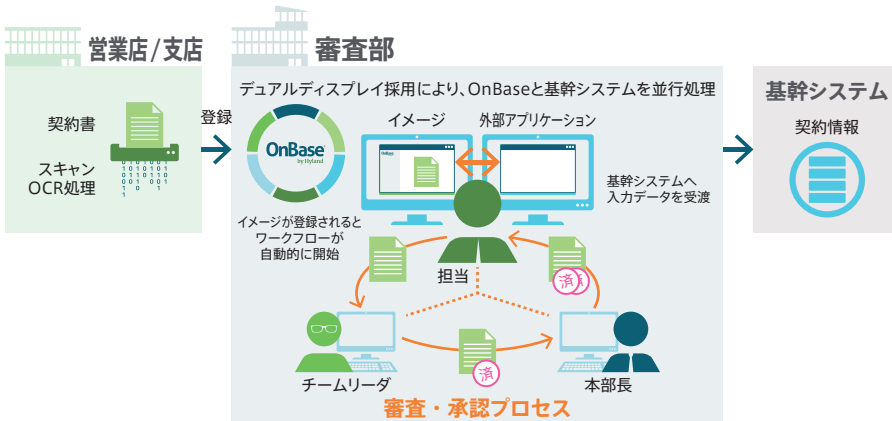 営業店/支店
契約書
スキャン
OCR処理
登録
審査部
デュアルディスプレイ採用により、OnBaseと基幹システムを並行処理
OnBase
by Hyland
イメージが登録されると
ワークフローが
自動的に開始
イメージ
外部アプリケーション
基幹システムへ
入力データを受渡
担当
チームリーダ
済
済
済
本部長
審査・承認プロセス
基幹システム
契約情報